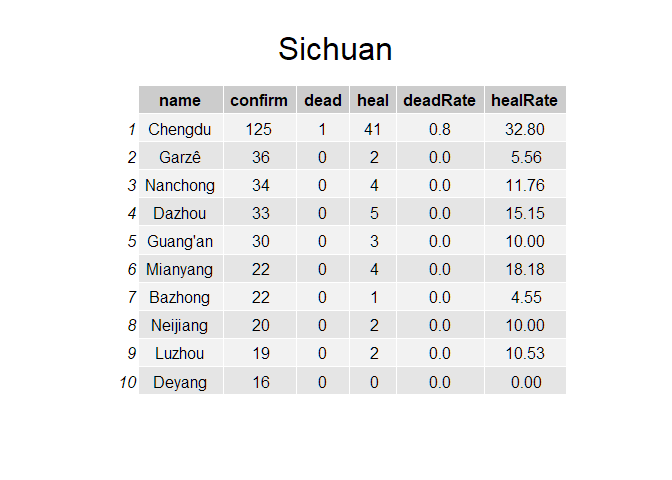 Sichuan
name confirm dead heal deadRate healRate
1 Chengdu 125 1 41 0.8 32.80
2 Garzê 36 0 2 0.0 5.56
3 Nanchong 34 0 4 0.0 11.76
4 Dazhou 33 0 5 0.0 15.15
5 Guang'an 30 0 3 0.0 10.00
6 Mianyang 22 0 4 0.0 18.18
7 Bazhong 22 0 1 0.0 4.55
8 Neijiang 20 0 2 0.0 10.00
9 Luzhou 19 0 2 0.0 10.53
10 Deyang 16 0 0 0.0 0.00